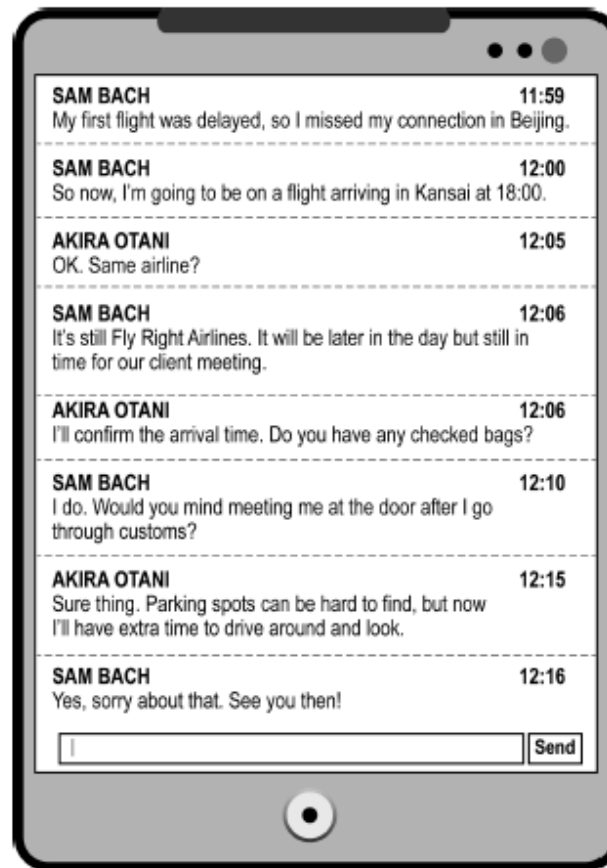 SAM BACH 11:59
My first flight was delayed, so I missed my connection in Beijing.
SAM BACH 12:00
So now, I'm going to be on a flight arriving in Kansai at 18:00.
AKIRA OTANI 12:05
OK. Same airline?
SAM BACH 12:06
It's still Fly Right Airlines. It will be later in the day but still in
time for our client meeting.
AKIRA OTANI 12:06
I'll confirm the arrival time. Do you have any checked bags?
SAM BACH 12:10
I do. Would you mind meeting me at the door after I go
through customs?
AKIRA OTANI 12:15
Sure thing. Parking spots can be hard to find, but now
I'll have extra time to drive around and look.
SAM BACH 12:16
Yes, sorry about that. See you then!
Send